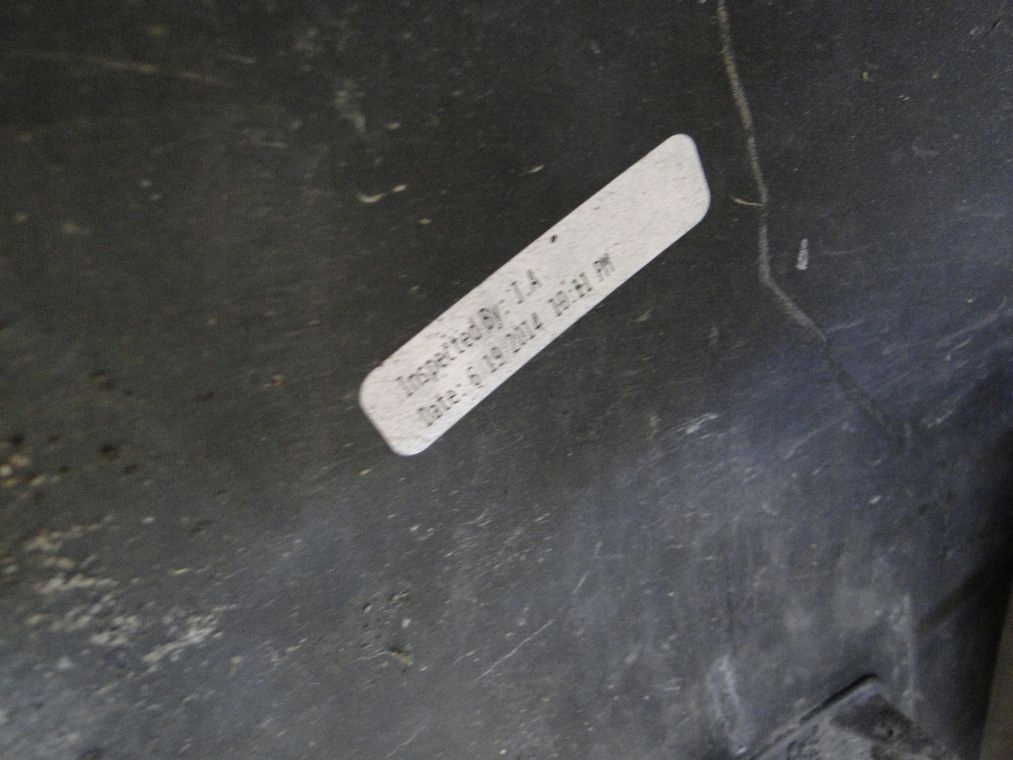 Inspected By: J.A
Date: 6/19/2014 10:11 PM